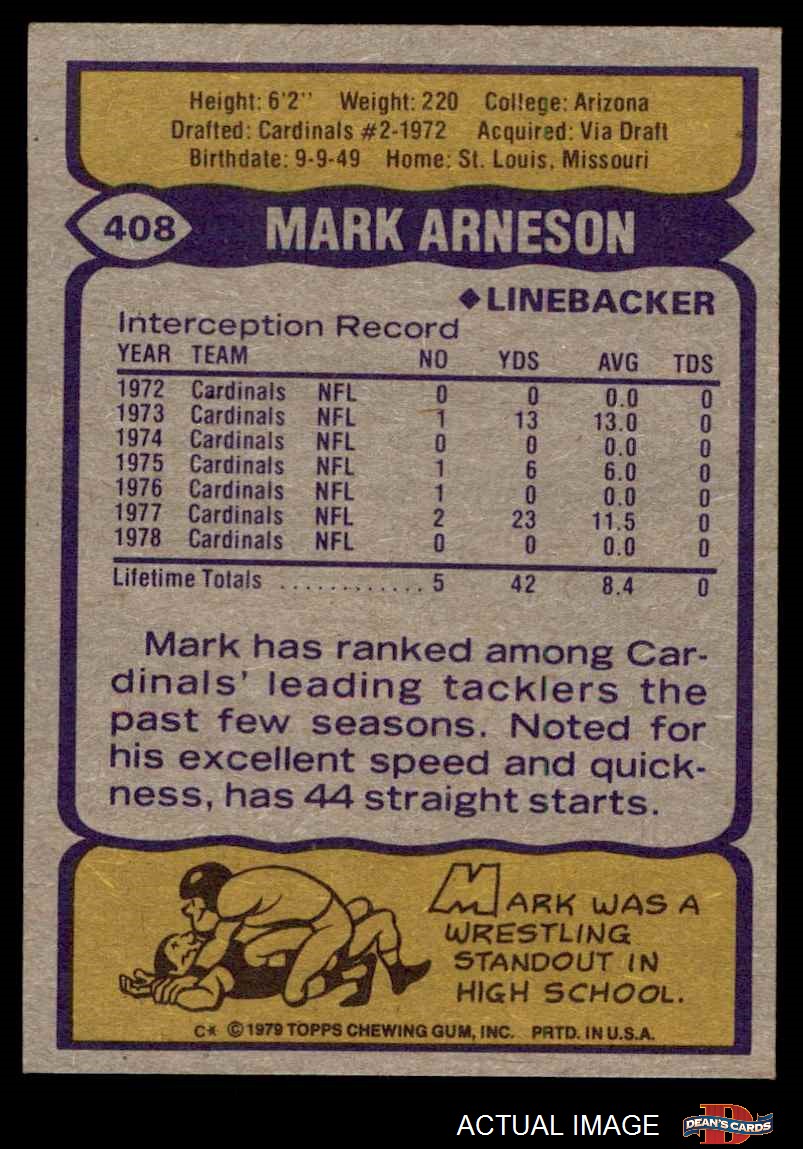 Height: 6'2" Weight: 220 College: Arizona
Drafted: Cardinals #2-1972 Acquired: Via Draft
Birthdate: 9-9-49 Home: St. Louis, Missouri
408 MARK ARNESON
◆LINEBACKER
Interception Record
YEAR TEAM NO YDS AVG TDS
1972 Cardinals NFL 0 0 0.0 0
1973 Cardinals NFL 1 13 13.0 0
1974 Cardinals NFL 0 0 0.0 0
1975 Cardinals NFL 1 6 6.0 0
1976 Cardinals NFL 1 0 0.0 0
1977 Cardinals NFL 2 23 11.5 0
1978 Cardinals NFL 0 0 0.0 0
Lifetime Totals ............ 5 42 8.4 0
Mark has ranked among Car-
dinals' leading tacklers the
past few seasons. Noted for
his excellent speed and quick-
ness, has 44 straight starts.
MARK WAS A
WRESTLING
STANDOUT IN
HIGH SCHOOL.
C* ©1979 TOPPS CHEWING GUM, INC. PRTD. IN U.S.A.
ACTUAL IMAGE D DEAN'S CARDS